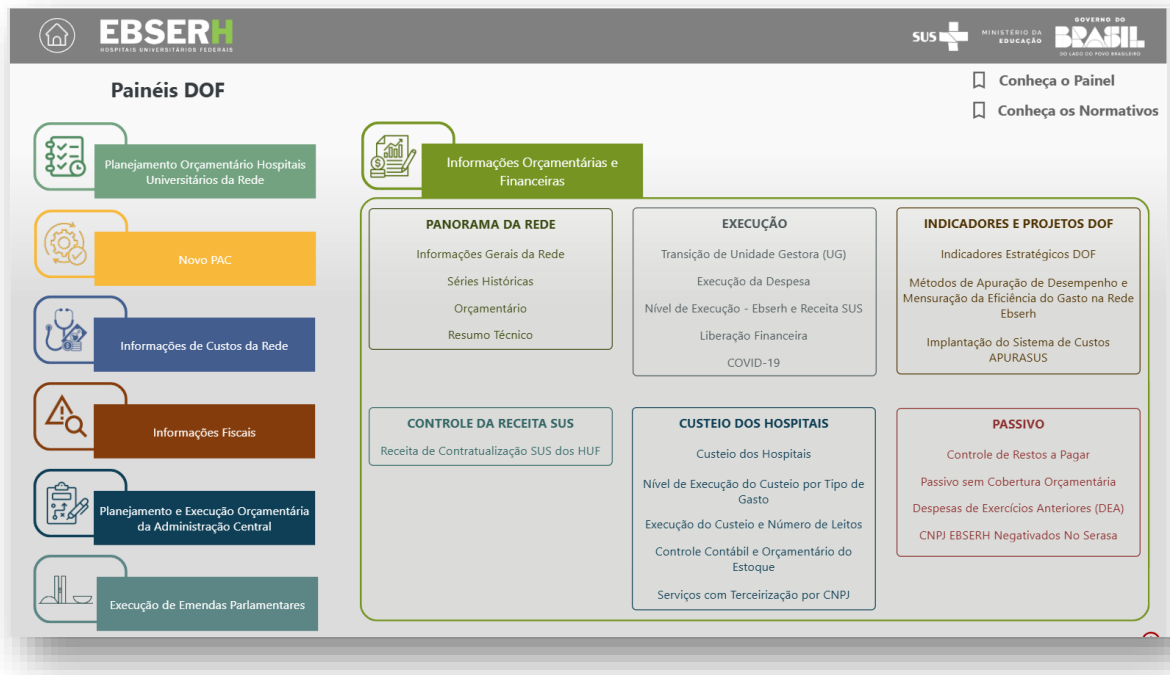 EBSERH
HOSPITAIS UNIVERSITÁRIOS FEDERAIS
SUS
MINISTÉRIO DA
EDUCAÇÃO
GOVERNO DO
BRASIL
DO LADO DO POVO BRASILEIRO
Painéis DOF
Conheça o Painel
Conheça os Normativos
Planejamento Orçamentário Hospitais
Universitários da Rede
Novo PAC
Informações de Custos da Rede
Informações Fiscais
Planejamento e Execução Orçamentária
da Administração Central
Execução de Emendas Parlamentares
Informações Orçamentárias e
Financeiras
PANORAMA DA REDE
Informações Gerais da Rede
Séries Históricas
Orçamentário
Resumo Técnico
EXECUÇÃO
Transição de Unidade Gestora (UG)
Execução da Despesa
Nível de Execução - Ebserh e Receita SUS
Liberação Financeira
COVID-19
INDICADORES E PROJETOS DOF
Indicadores Estratégicos DOF
Métodos de Apuração de Desempenho e
Mensuração da Eficiência do Gasto na Rede
Ebserh
Implantação do Sistema de Custos
APURASUS
CONTROLE DA RECEITA SUS
Receita de Contratualização SUS dos HUF
CUSTEIO DOS HOSPITAIS
Custeio dos Hospitais
Nível de Execução do Custeio por Tipo de
Gasto
Execução do Custeio e Número de Leitos
Controle Contábil e Orçamentário do
Estoque
Serviços com Terceirização por CNPJ
PASSIVO
Controle de Restos a Pagar
Passivo sem Cobertura Orçamentária
Despesas de Exercícios Anteriores (DEA)
CNPJ EBSERH Negativados No Serasa